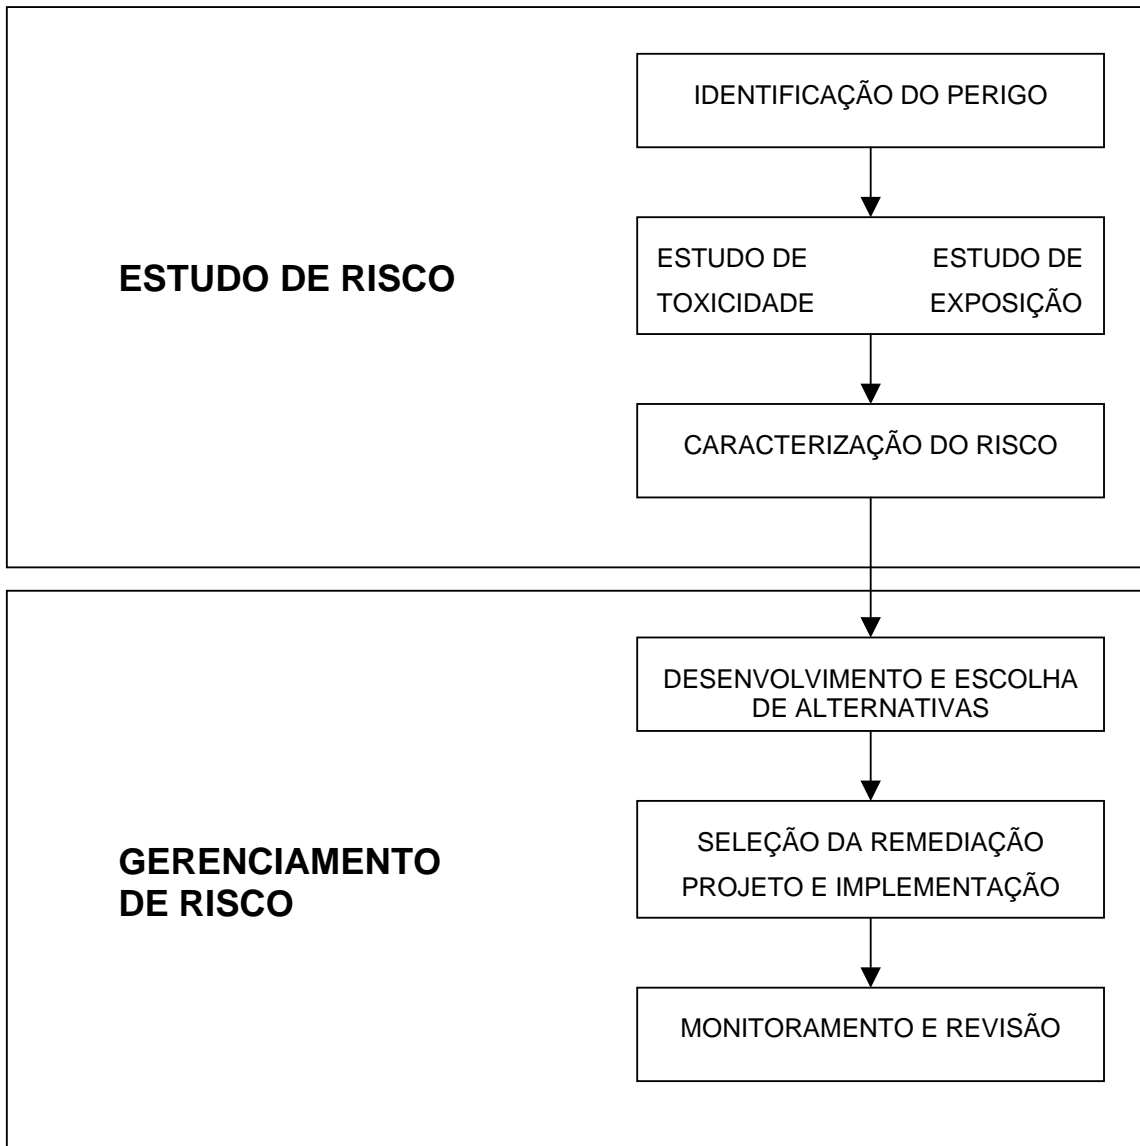 IDENTIFICAÇÃO DO PERIGO
ESTUDO DE RISCO
ESTUDO DE
TOXICIDADE
ESTUDO DE
EXPOSIÇÃO
CARACTERIZAÇÃO DO RISCO
DESENVOLVIMENTO E ESCOLHA
DE ALTERNATIVAS
GERENCIAMENTO
DE RISCO
SELEÇÃO DA REMEDIAÇÃO
PROJETO E IMPLEMENTAÇÃO
MONITORAMENTO E REVISÃO